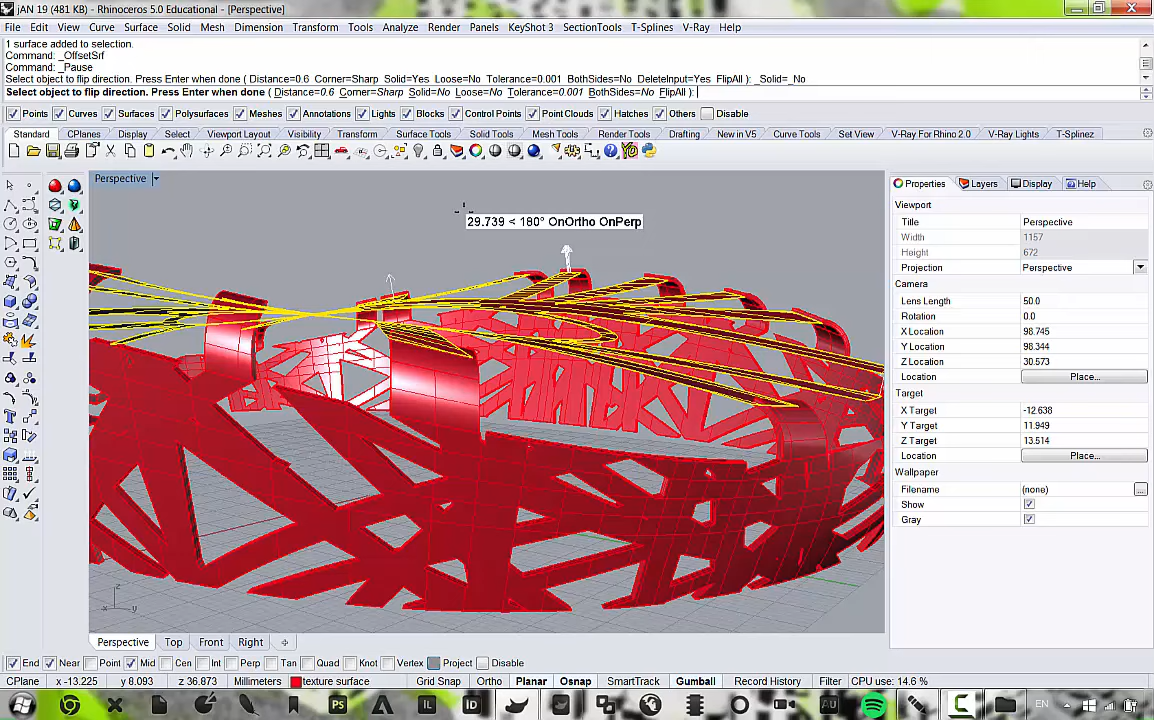 jAN 19 (481 KB) - Rhinoceros 5.0 Educational - [Perspective]
File Edit View Curve Surface Solid Mesh Dimension Transform Tools Analyze Render Panels KeyShot 3 SectionTools T-Splines V-Ray Help
1 surface added to selection.
Command: _OffsetSrf
Command: _Pause
Select object to flip direction. Press Enter when done ( Distance=0.6 Corner=Sharp Solid=Yes Loose=No Tolerance=0.001 BothSides=No DeleteInput=Yes FlipAll ): _Solid=_No
Select object to flip direction. Press Enter when done ( Distance=0.6 Corner=Sharp Solid=No Loose=No Tolerance=0.001 BothSides=No FlipAll ):
Points Curves Surfaces Polysurfaces Meshes Annotations Lights Blocks Control Points Point Clouds Hatches Others Disable
Standard CPlanes Display Select Viewport Layout Visibility Transform Surface Tools Solid Tools Mesh Tools Render Tools Drafting New in V5 Curve Tools Set View V-Ray For Rhino 2.0 V-Ray Lights T-Splinez
Perspective
29.739 < 180° OnOrtho OnPerp
Properties Layers Display Help
Viewport
Title Perspective
Width 1157
Height 672
Projection Perspective
Camera
Lens Length 50.0
Rotation 0.0
X Location 98.745
Y Location 98.344
Z Location 30.573
Location Place...
Target
X Target -12.638
Y Target 11.949
Z Target 13.514
Location Place...
Wallpaper
Filename (none) ...
Show
Gray
z
x y
Perspective Top Front Right
End Near Point Mid Cen Int Perp Tan Quad Knot Vertex Project Disable
CPlane x -13.225 y 8.093 z 36.873 Millimeters texture surface Grid Snap Ortho Planar Osnap SmartTrack Gumball Record History Filter CPU use: 14.6 %
PS IL ID AU EN